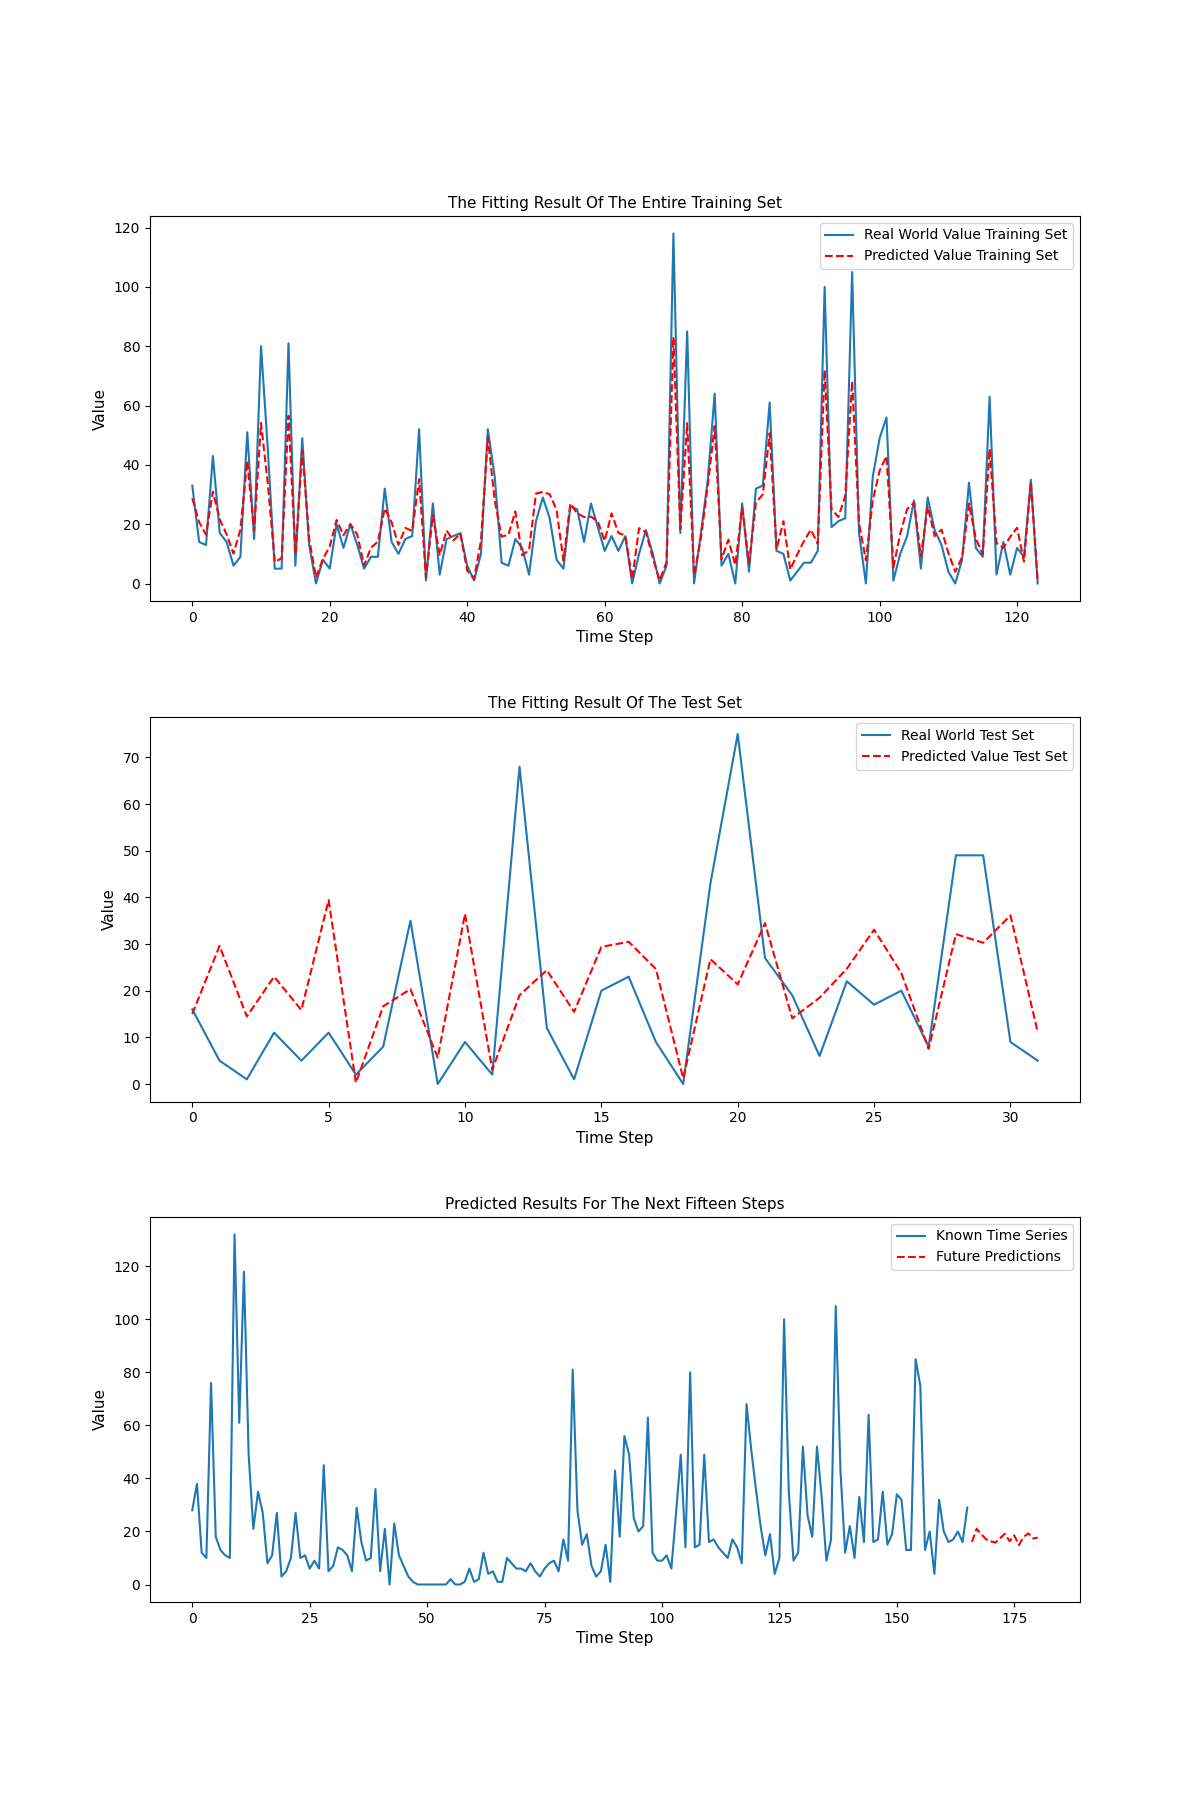 The Fitting Result Of The Entire Training Set
Real World Value Training Set
Predicted Value Training Set
Value
120
100
80
60
40
20
0
0 20 40 60 80 100 120
Time Step
The Fitting Result Of The Test Set
Real World Test Set
Predicted Value Test Set
Value
70
60
50
40
30
20
10
0
0 5 10 15 20 25 30
Time Step
Predicted Results For The Next Fifteen Steps
Known Time Series
Future Predictions
Value
120
100
80
60
40
20
0
0 25 50 75 100 125 150 175
Time Step